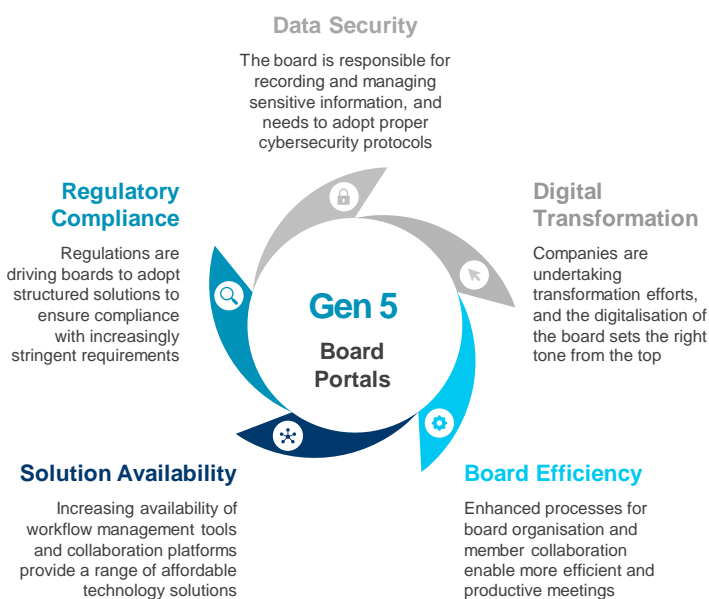 Data Security
The board is responsible for
recording and managing
sensitive information, and
needs to adopt proper
cybersecurity protocols
Regulatory
Compliance
Regulations are
driving boards to adopt
structured solutions to
ensure compliance
with increasingly
stringent requirements
Digital
Transformation
Companies are
undertaking
transformation efforts,
and the digitalisation of
the board sets the right
tone from the top
Gen 5
Board
Portals
Solution Availability
Increasing availability of
workflow management tools
and collaboration platforms
provide a range of affordable
technology solutions
Board Efficiency
Enhanced processes for
board organisation and
member collaboration
enable more efficient and
productive meetings